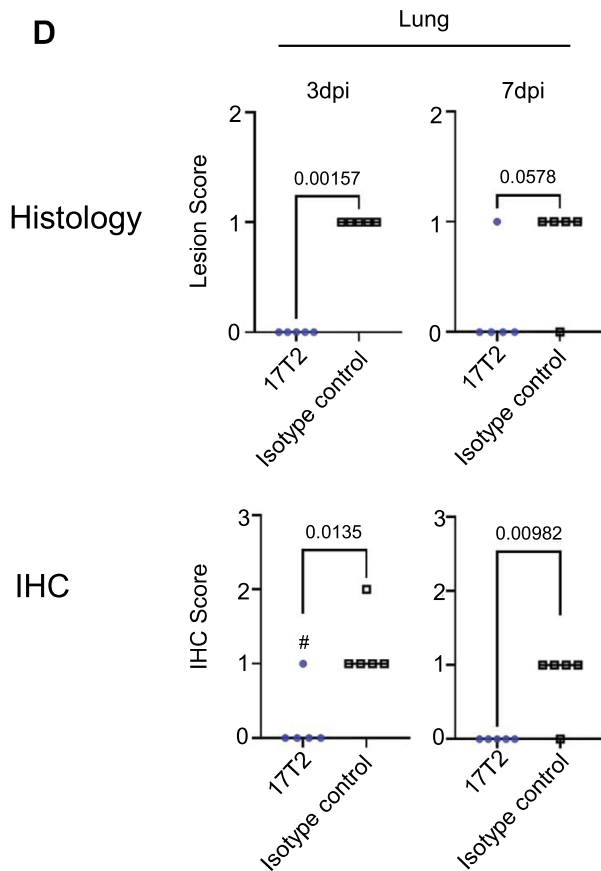 D
Lung
3dpi
7dpi
Histology
Lesion Score
2
1
0
0.00157
17T2
Isotype control
2
1
0
0.0578
17T2
Isotype control
IHC
IHC Score
3
2
1
0
0.0135
#
17T2
Isotype control
3
2
1
0
0.00982
17T2
Isotype control